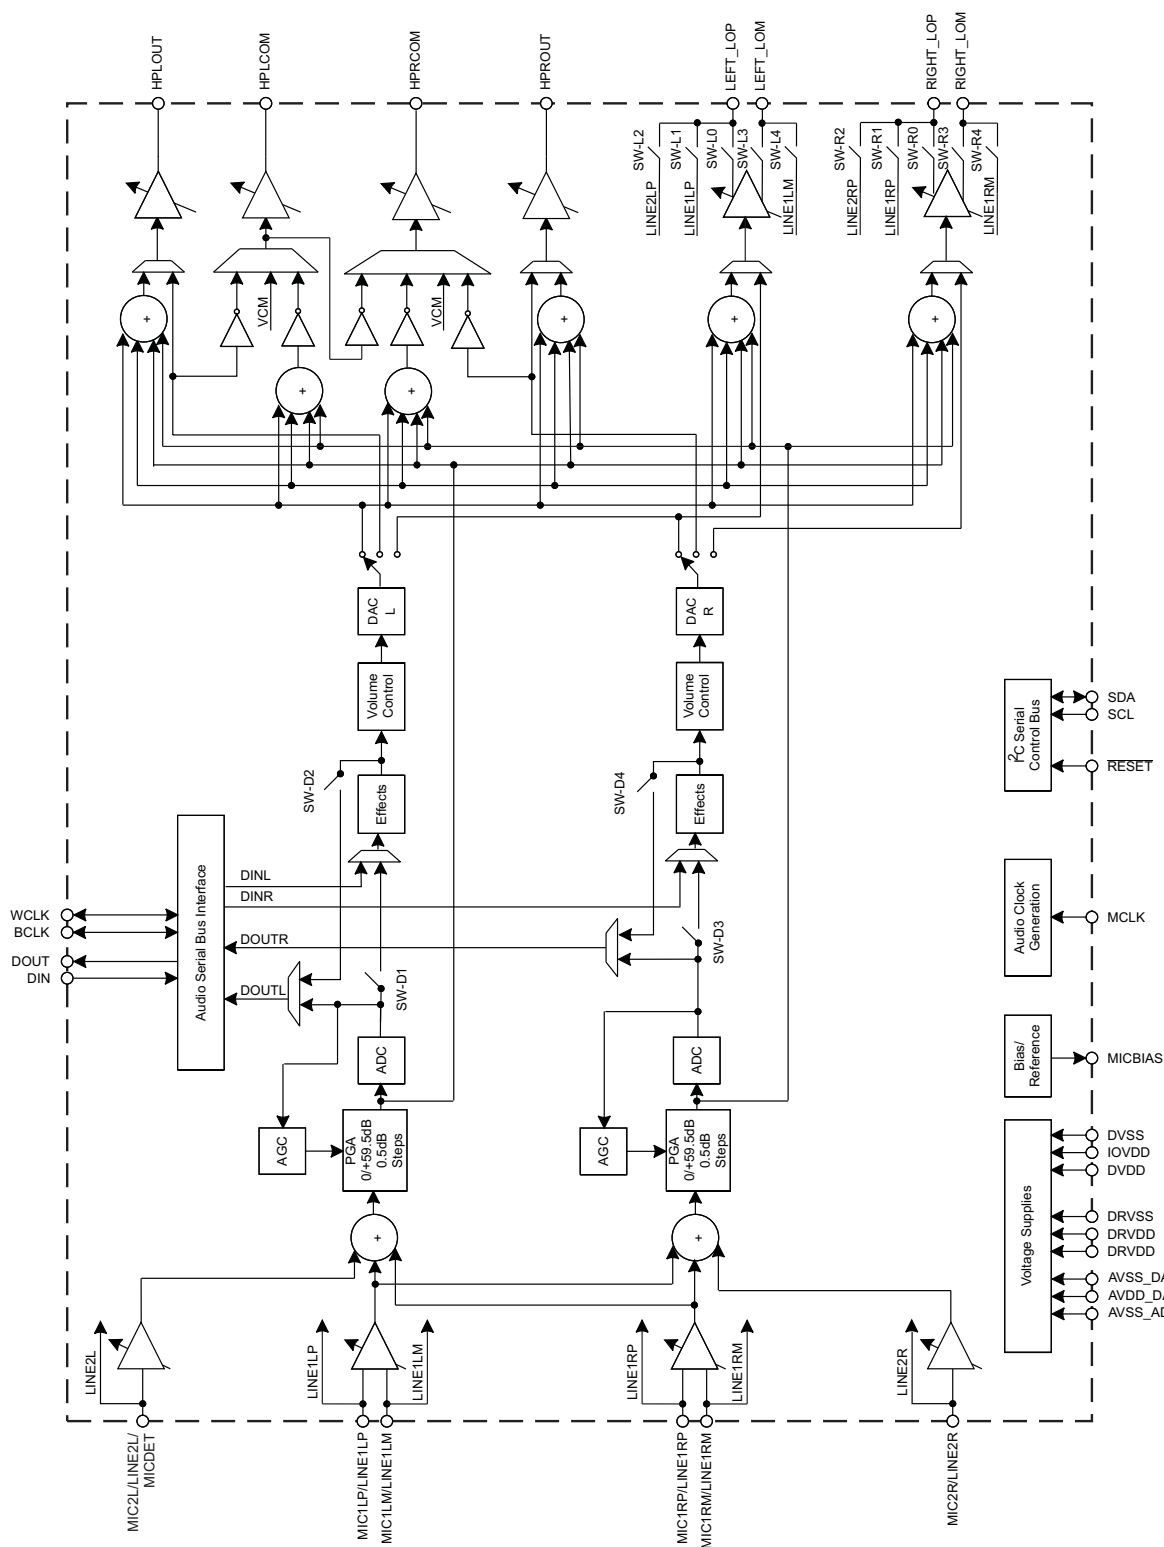 HPLOUT
HPLCOM
HPRCOM
HPROUT
LEFT_LOP
LEFT_LOM
RIGHT_LOP
RIGHT_LOM
SW-L2
SW-L1
SW-L0
SW-L3
SW-L4
SW-R2
SW-R1
SW-R0
SW-R3
SW-R4
LINE2LP
LINE1LP
LINE1LM
LINE2RP
LINE1RP
LINE1RM
VCM
VCM
+
+
+
+
+
+
DAC
L
DAC
R
Volume
Control
Volume
Control
SW-D2
SW-D4
Effects
Effects
I2C Serial
Control Bus
SDA
SCL
RESET
Audio Serial Bus Interface
WCLK
BCLK
DOUT
DIN
DINL
DINR
DOUTR
DOUTL
SW-D1
SW-D3
Audio Clock
Generation
MCLK
ADC
ADC
Bias/
Reference
MICBIAS
AGC
PGA
0/+59.5dB
0.5dB
Steps
AGC
PGA
0/+59.5dB
0.5dB
Steps
Voltage Supplies
DVSS
IOVDD
DVDD
DRVSS
DRVDD
DRVDD
AVSS_DA
AVDD_DA
AVSS_AD
+
+
LINE2L
LINE1LP
LINE1LM
LINE1RP
LINE1RM
LINE2R
MIC2L/LINE2L/
MICDET
MIC1LP/LINE1LP
MIC1LM/LINE1LM
MIC1RP/LINE1RP
MIC1RM/LINE1RM
MIC2R/LINE2R